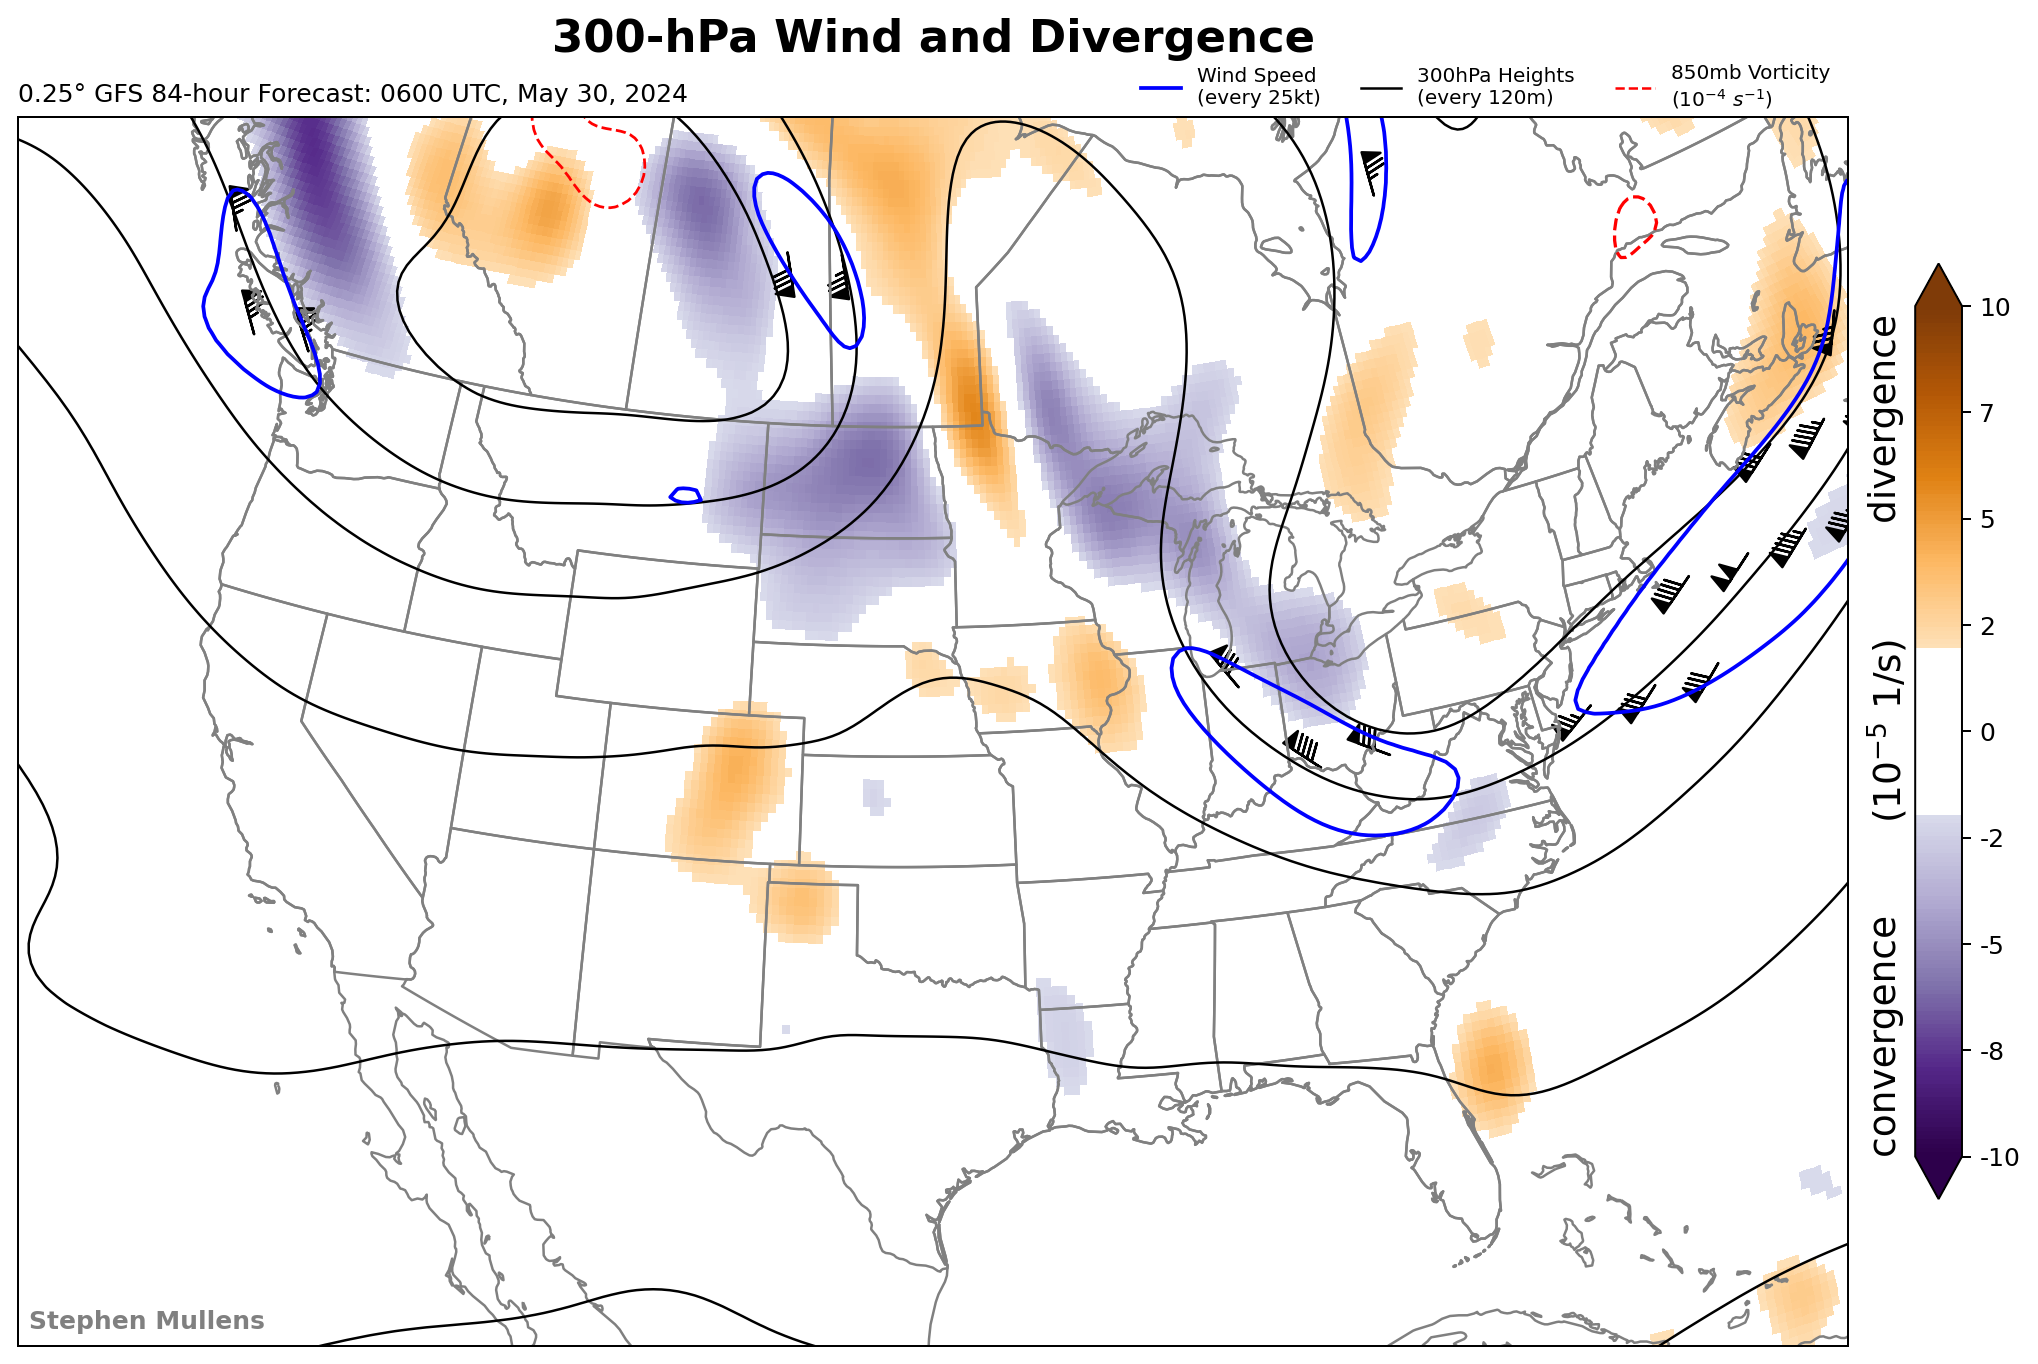 300-hPa Wind and Divergence
0.25° GFS 84-hour Forecast: 0600 UTC, May 30, 2024
Wind Speed
(every 25kt)
300hPa Heights
(every 120m)
850mb Vorticity
(10⁻⁴ s⁻¹)
10
7
5
2
0
-2
-5
-8
-10
convergence (10⁻⁵ 1/s) divergence
Stephen Mullens